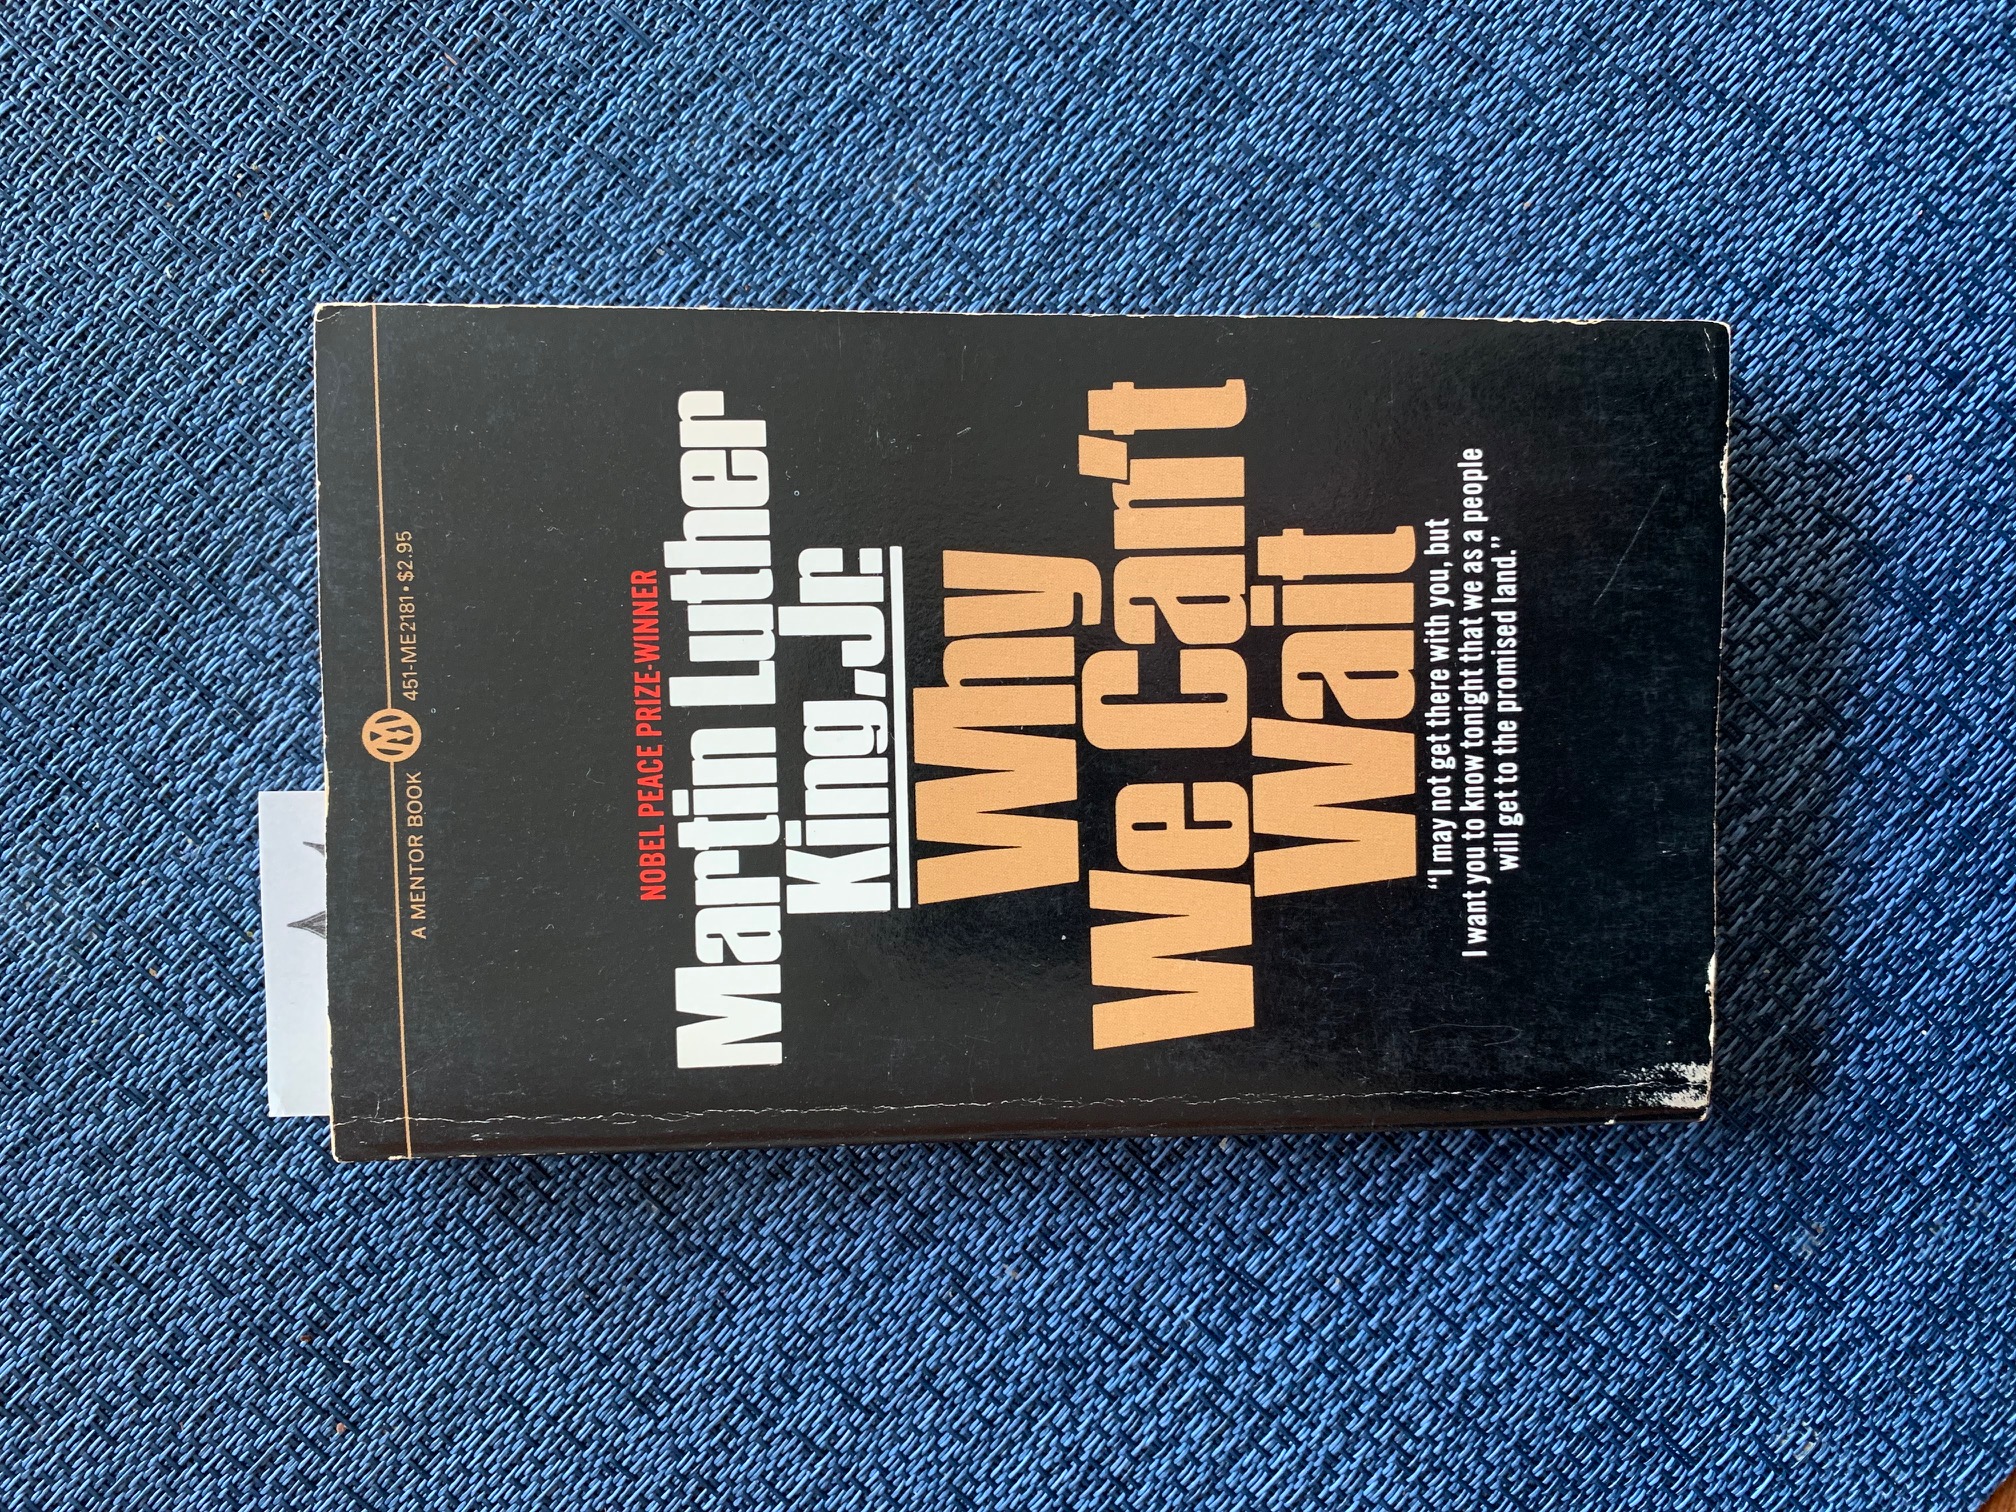 A MENTOR BOOK M 451-ME2181 • $2.95
NOBEL PEACE PRIZE-WINNER
Martin Luther
King, Jr.
Why
We Can't
Wait
“I may not get there with you, but
I want you to know tonight that we as a people
will get to the promised land.”